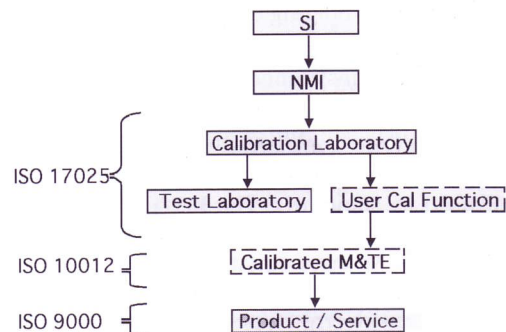 SI
NMI
Calibration Laboratory
ISO 17025
Test Laboratory
User Cal Function
ISO 10012
Calibrated M&TE
ISO 9000
Product / Service